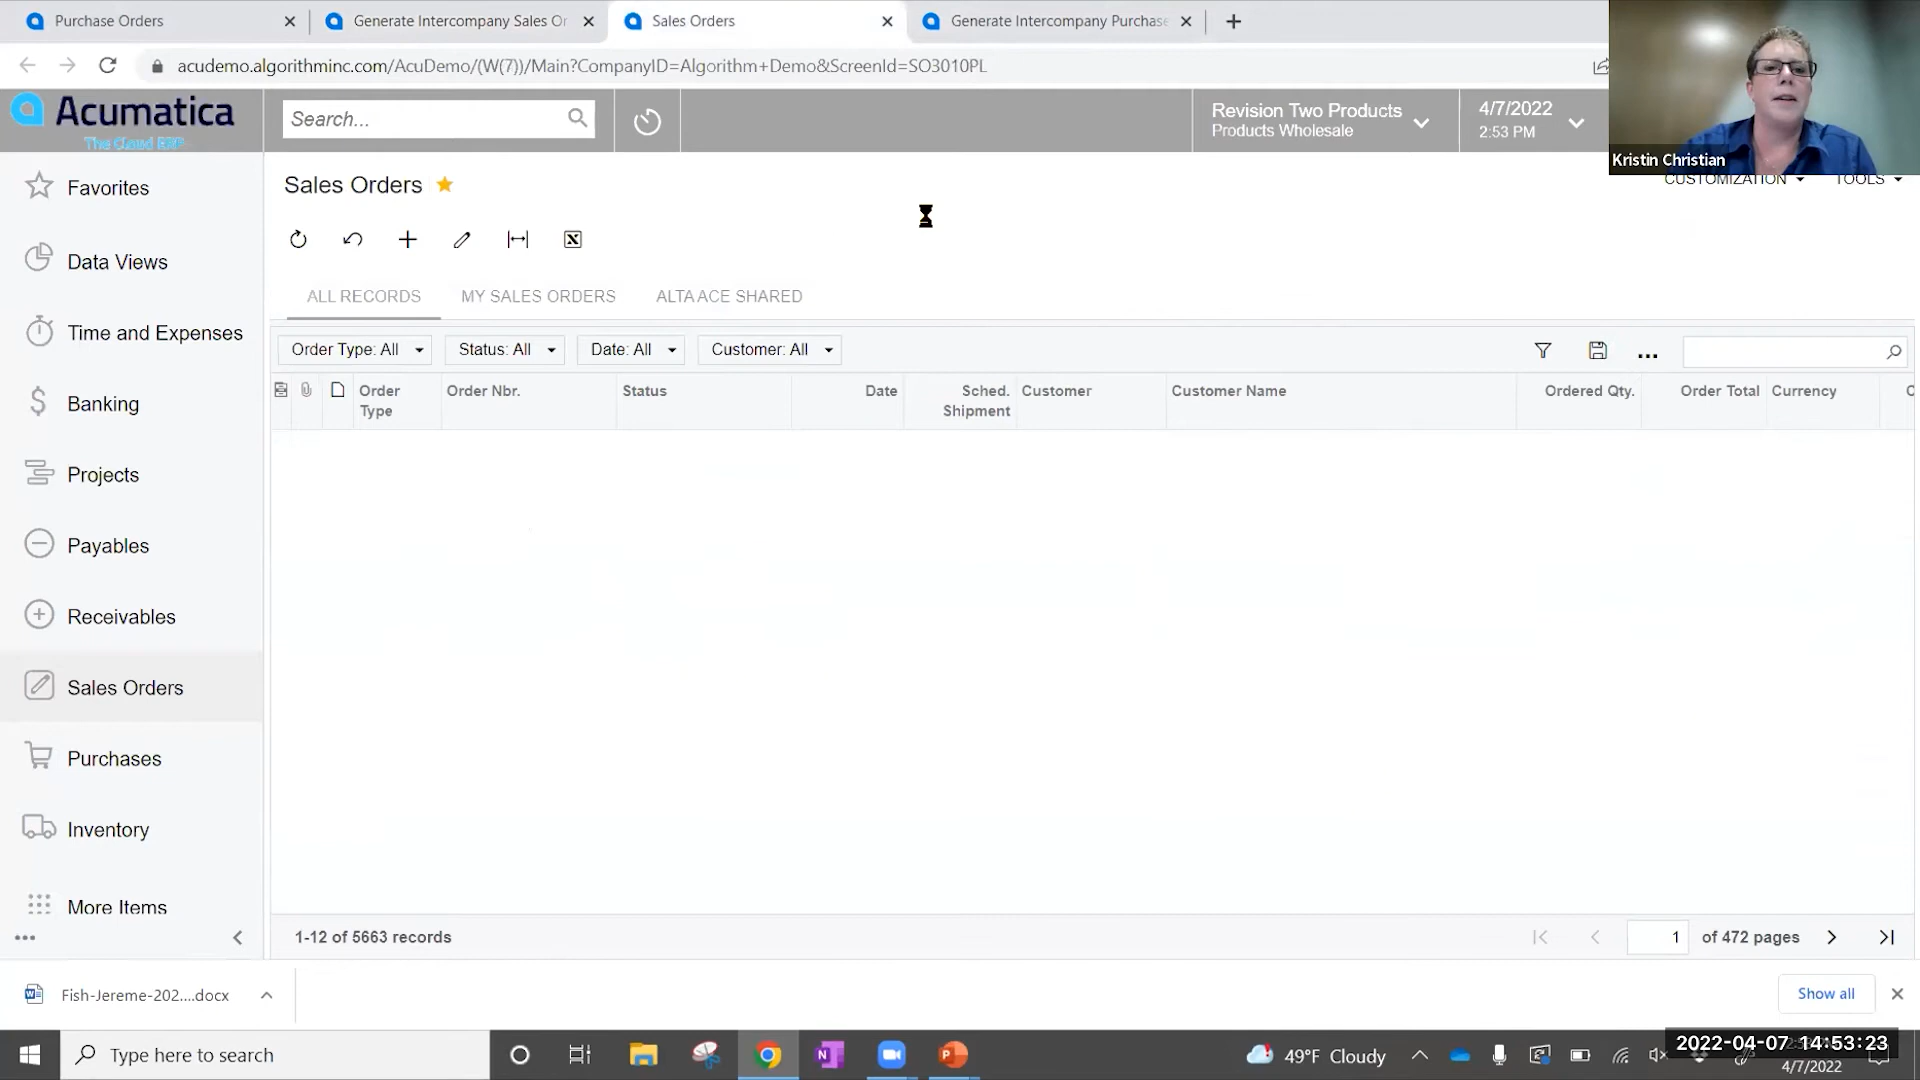 Purchase Orders
Generate Intercompany Sales Or
Sales Orders
Generate Intercompany Purchase
acudemo.algorithminc.com/AcuDemo/(W(7))/Main?CompanyID=Algorithm+Demo&ScreenId=SO3010PL
Acumatica
The Cloud ERP
Search...
Revision Two Products
Products Wholesale
4/7/2022
2:53 PM
Kristin Christian
CUSTOMIZATION
TOOLS
Favorites
Data Views
Time and Expenses
Banking
Projects
Payables
Receivables
Sales Orders
Purchases
Inventory
More Items
Sales Orders
ALL RECORDS
MY SALES ORDERS
ALTA ACE SHARED
Order Type: All
Status: All
Date: All
Customer: All
Order Type
Order Nbr.
Status
Date
Sched. Shipment
Customer
Customer Name
Ordered Qty.
Order Total
Currency
C
1-12 of 5663 records
1
of 472 pages
Fish-Jereme-202....docx
Show all
Type here to search
49°F Cloudy
2022-04-07 14:53:23
4/7/2022